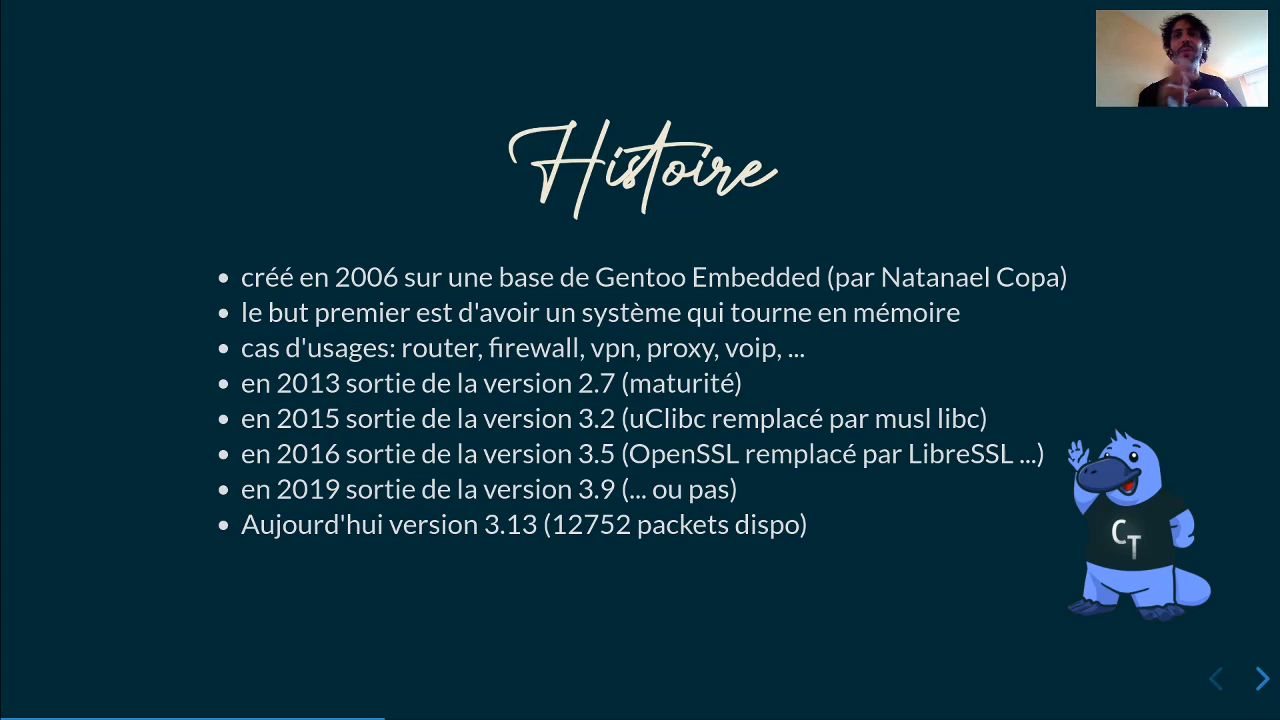 Histoire
créé en 2006 sur une base de Gentoo Embedded (par Natanael Copa)
le but premier est d'avoir un système qui tourne en mémoire
cas d'usages: router, firewall, vpn, proxy, voip, ...
en 2013 sortie de la version 2.7 (maturité)
en 2015 sortie de la version 3.2 (uClibc remplacé par musl libc)
en 2016 sortie de la version 3.5 (OpenSSL remplacé par LibreSSL ...)
en 2019 sortie de la version 3.9 (... ou pas)
Aujourd'hui version 3.13 (12752 packets dispo)
CT